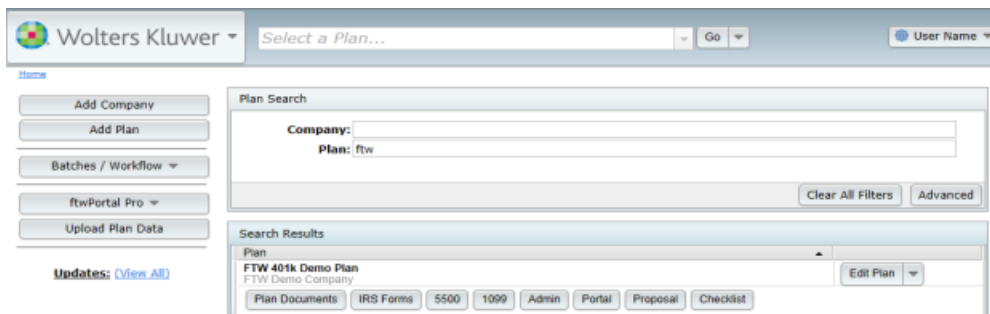 Wolters Kluwer
Select a Plan...
Go
User Name
Home
Add Company
Add Plan
Batches / Workflow
ftwPortal Pro
Upload Plan Data
Updates: (View All)
Plan Search
Company:
Plan: ftw
Clear All Filters Advanced
Search Results
Plan
FTW 401k Demo Plan
FTW Demo Company
Edit Plan
Plan Documents IRS Forms 5500 1099 Admin Portal Proposal Checklist